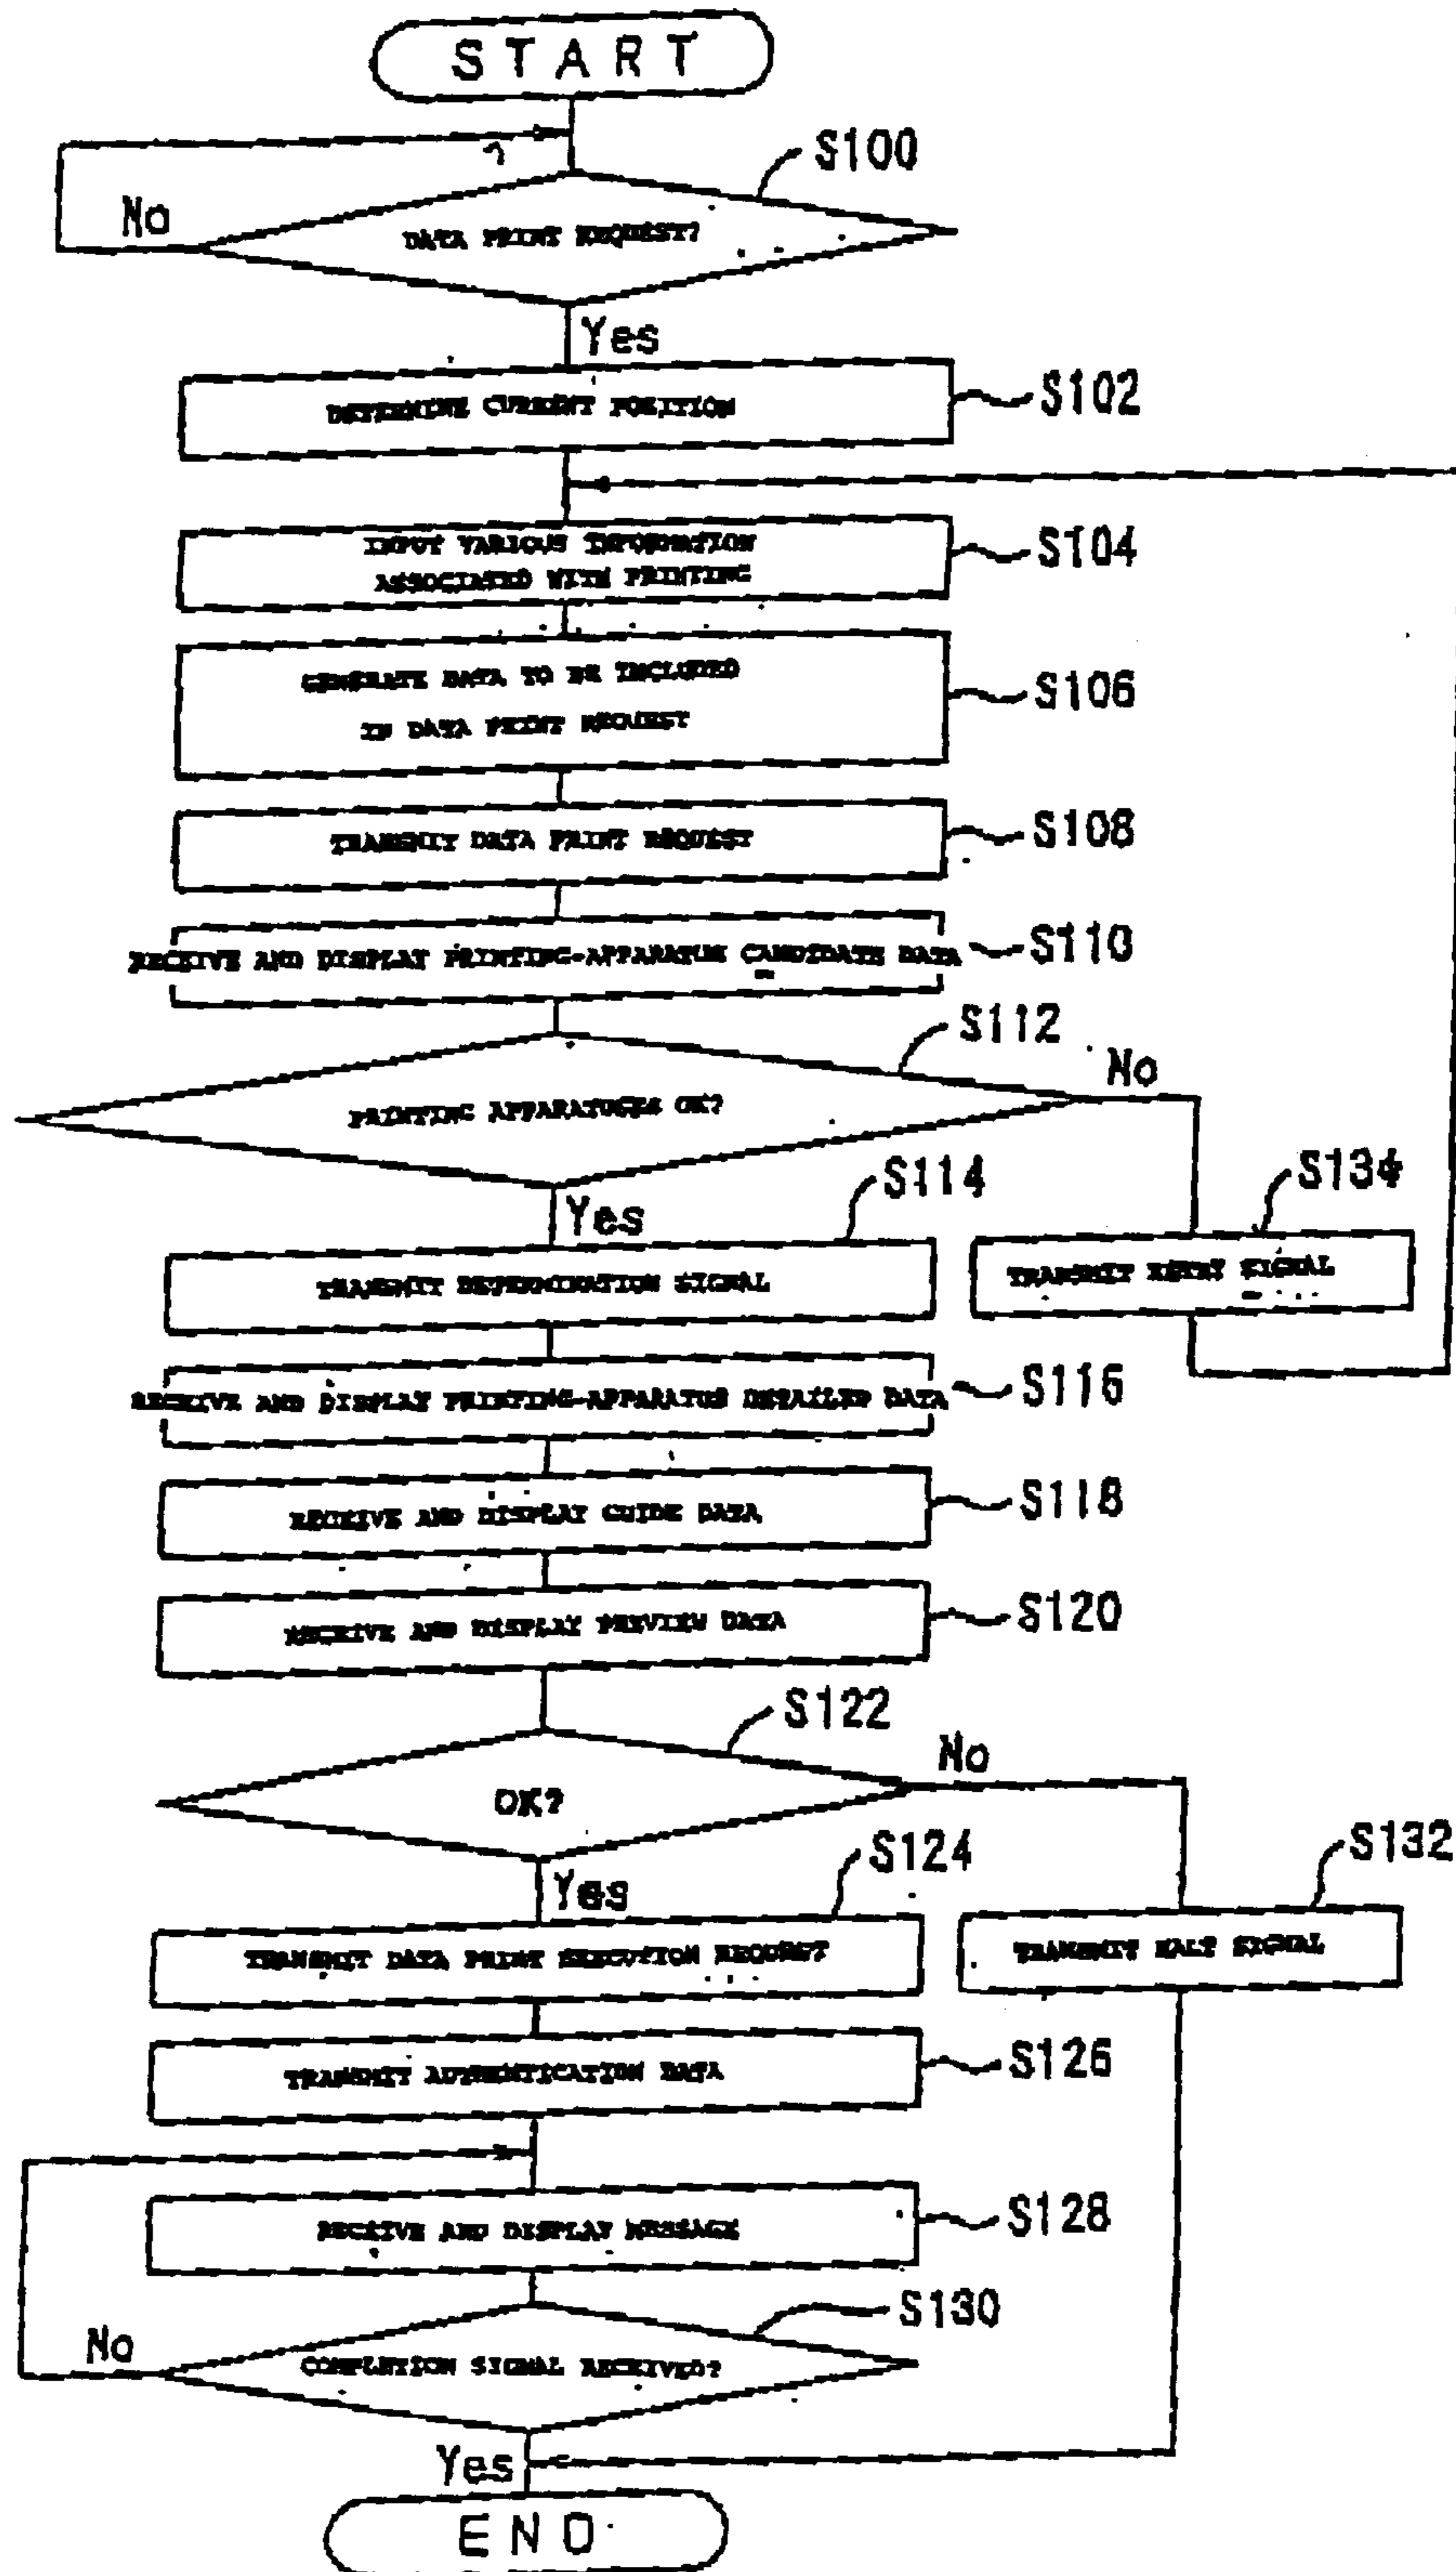 START
S100
No
DATA PRINT REQUEST?
Yes
DETERMINE CURRENT POSITION
S102
INPUT VARIOUS INFORMATION
ASSOCIATED WITH PRINTING
S104
GENERATE DATA TO BE INCLUDED
IN DATA PRINT REQUEST
S106
TRANSMIT DATA PRINT REQUEST
S108
RECEIVE AND DISPLAY PRINTING-APPARATUS CANDIDATE DATA
S110
S112
No
PRINTING APPARATUSES OK?
Yes
S114
S134
TRANSMIT DETERMINATION SIGNAL
TRANSMIT RETRY SIGNAL
RECEIVE AND DISPLAY PRINTING-APPARATUS DETAILED DATA
S116
RECEIVE AND DISPLAY GUIDE DATA
S118
RECEIVE AND DISPLAY PREVIEW DATA
S120
S122
No
OK?
Yes
S124
S132
TRANSMIT DATA PRINT EXECUTION REQUEST
TRANSMIT HALT SIGNAL
TRANSMIT AUTHENTICATION DATA
S126
RECEIVE AND DISPLAY MESSAGE
S128
S130
No
COMPLETION SIGNAL RECEIVED?
Yes
END